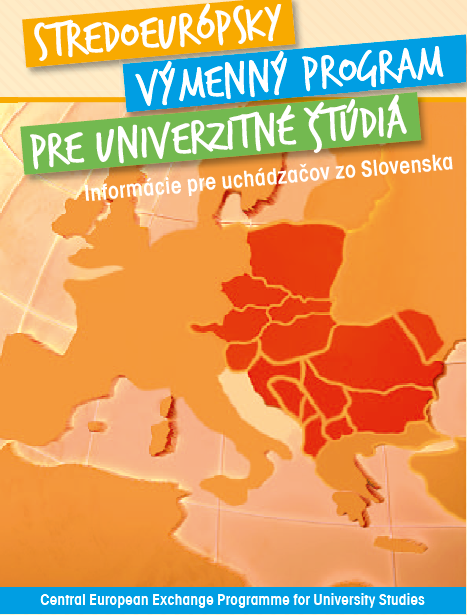 STREDOEURÓPSKY
VÝMENNÝ PROGRAM
PRE UNIVERZITNÉ ŠTÚDIÁ
Informácie pre uchádzačov zo Slovenska
Central European Exchange Programme for University Studies